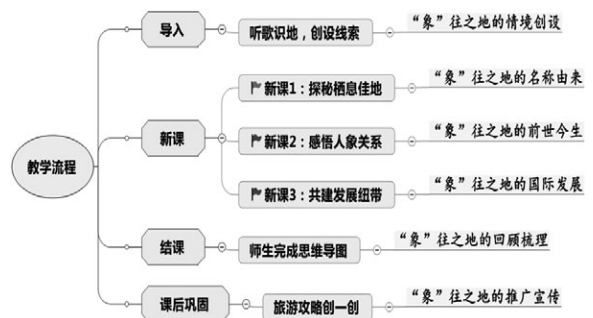 教学流程
导入
听歌识地，创设线索
“象”往之地的情境创设
新课
新课1：探秘栖息佳地
“象”往之地的名称由来
新课2：感悟人象关系
“象”往之地的前世今生
新课3：共建发展纽带
“象”往之地的国际发展
结课
师生完成思维导图
“象”往之地的回顾梳理
课后巩固
旅游攻略创一创
“象”往之地的推广宣传